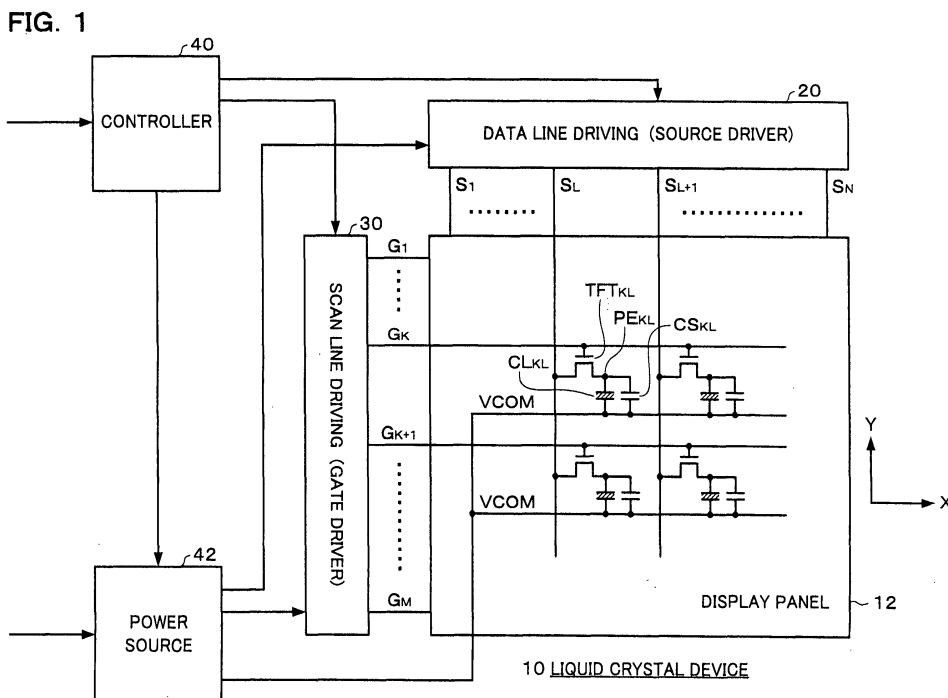 FIG. 1
40
CONTROLLER
20
DATA LINE DRIVING (SOURCE DRIVER)
S1
SL
SL+1
SN
30
SCAN LINE DRIVING (GATE DRIVER)
G1
GK
GK+1
GM
TFTKL
PEKL
CSKL
CLKL
VCOM
VCOM
Y
X
DISPLAY PANEL
12
42
POWER
SOURCE
10 LIQUID CRYSTAL DEVICE